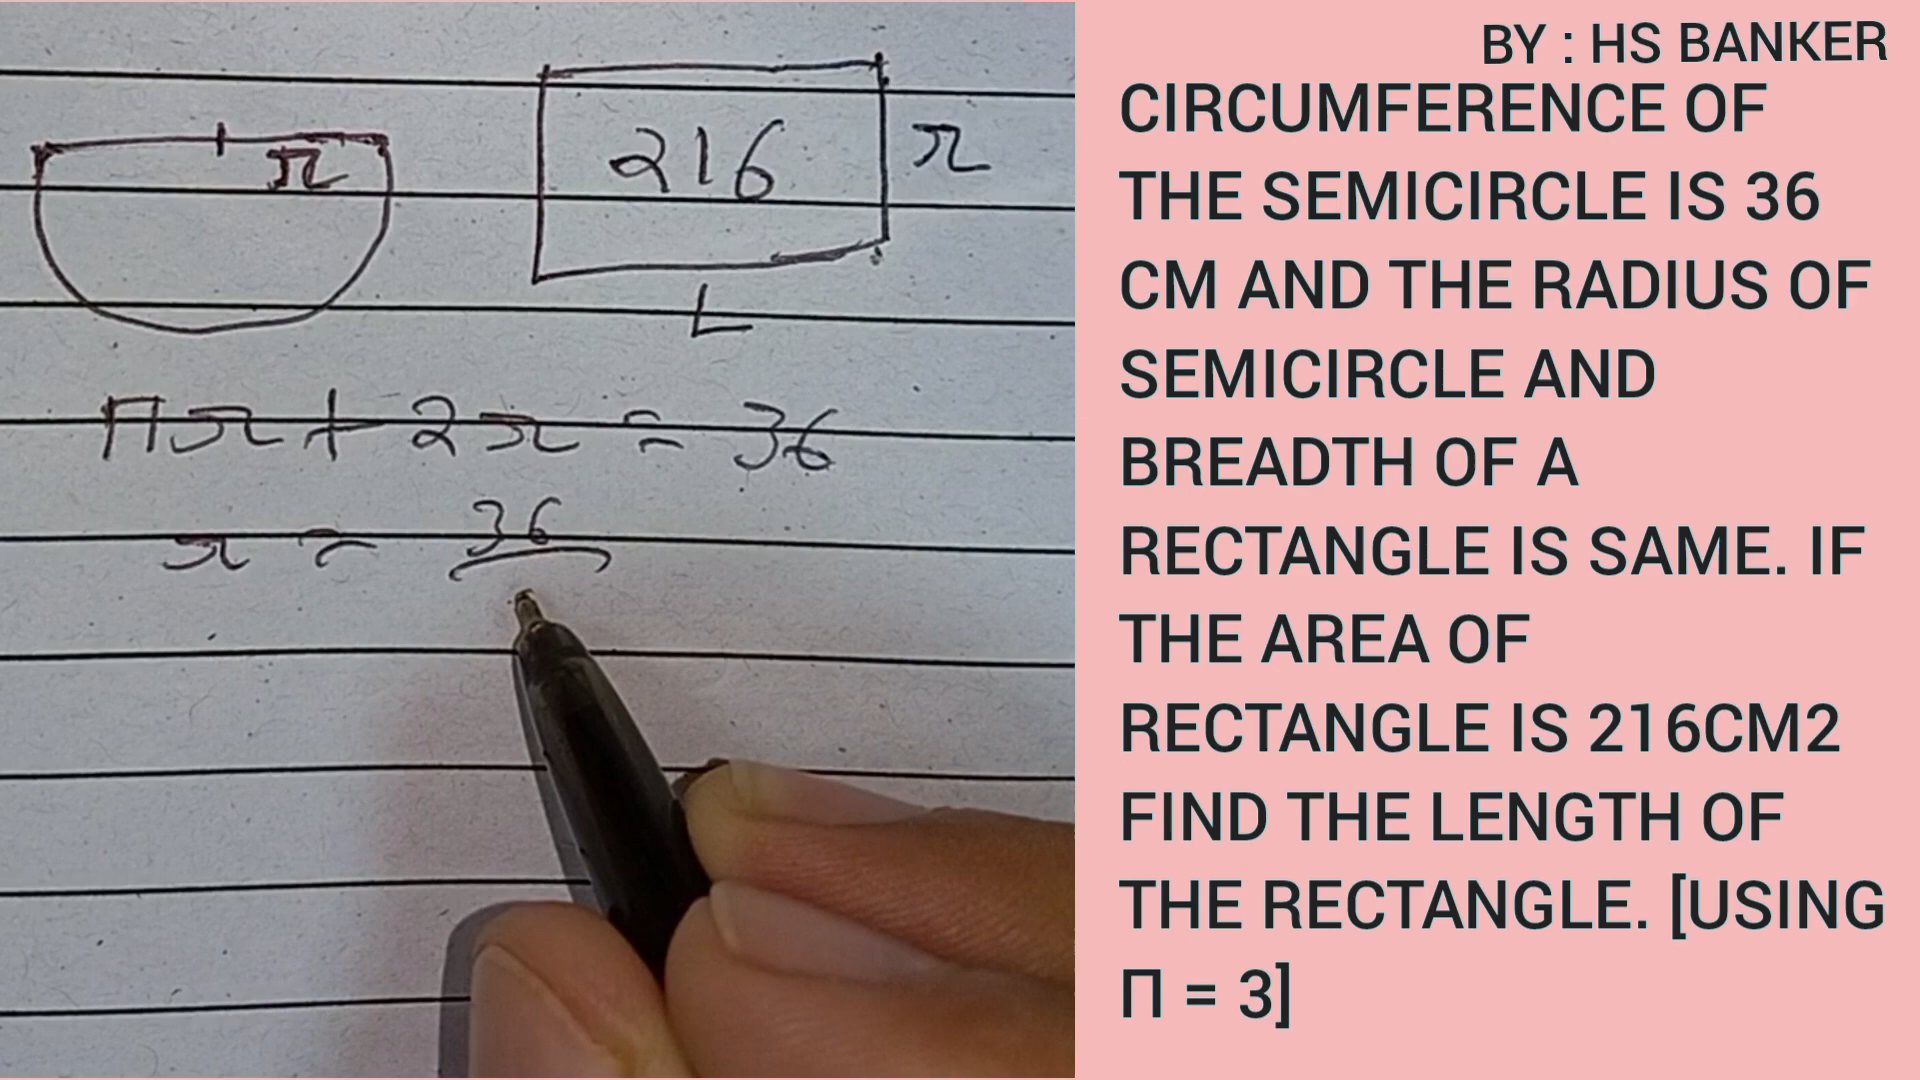 BY : HS BANKER
CIRCUMFERENCE OF
THE SEMICIRCLE IS 36
CM AND THE RADIUS OF
SEMICIRCLE AND
BREADTH OF A
RECTANGLE IS SAME. IF
THE AREA OF
RECTANGLE IS 216CM2
FIND THE LENGTH OF
THE RECTANGLE. [USING
Π = 3]
r
216
r
L
Πr + 2r = 36
r = 36